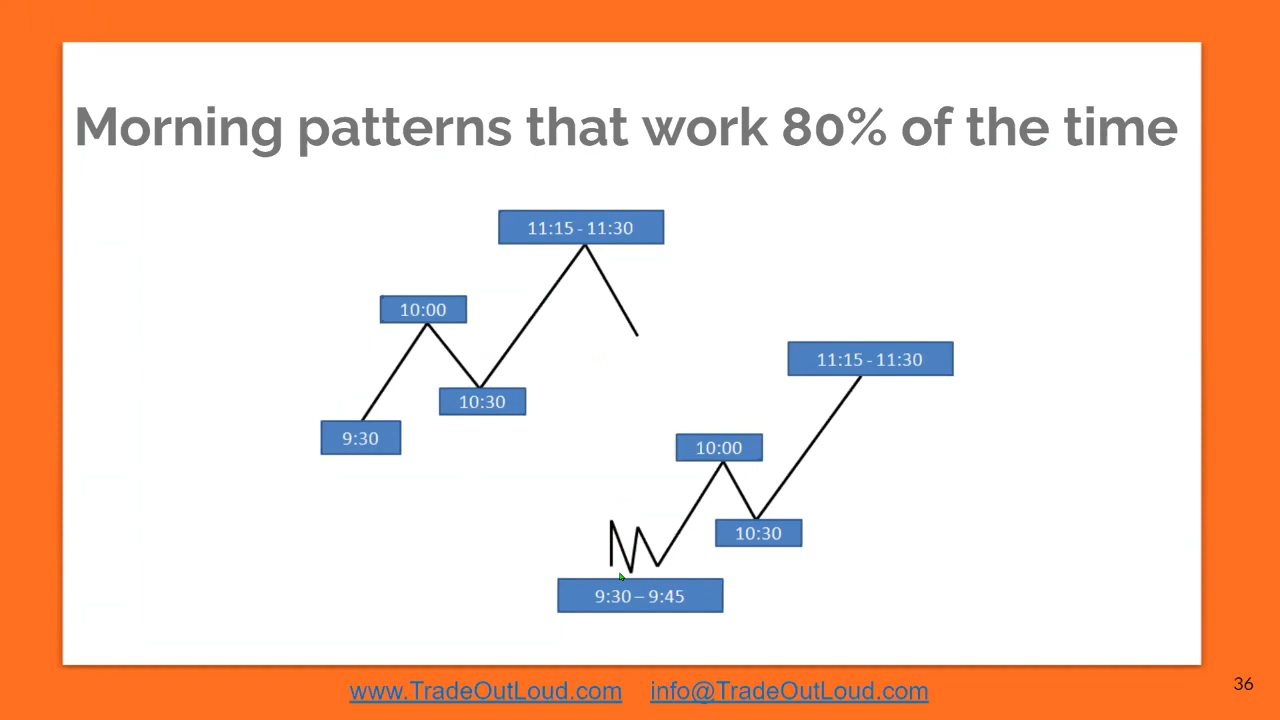 Morning patterns that work 80% of the time
11:15 - 11:30
10:00
10:30
9:30
11:15 - 11:30
10:00
10:30
9:30 – 9:45
www.TradeOutLoud.com info@TradeOutLoud.com
36